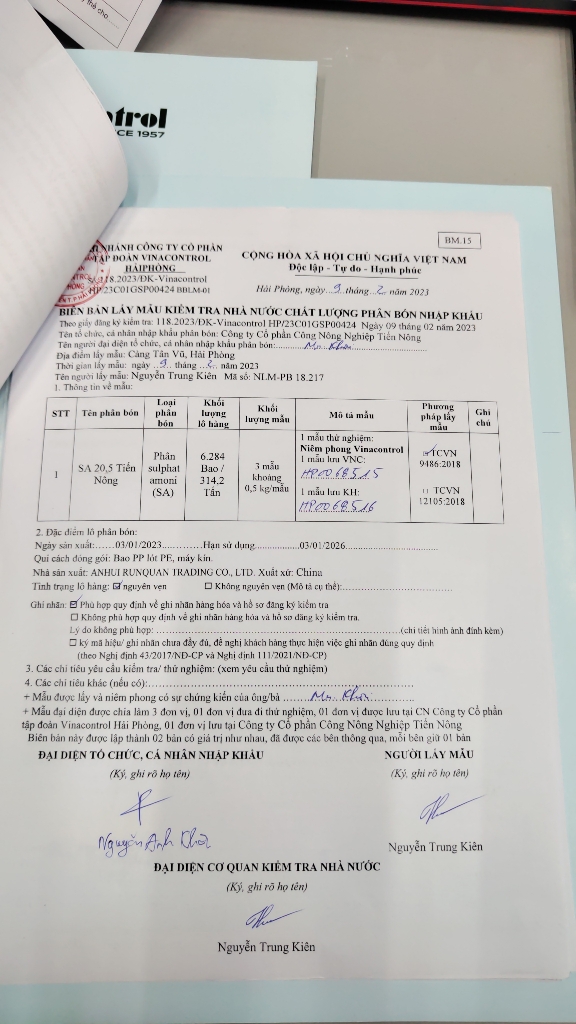 thể cho...
ntrol
CE 1957
BM.15
NHÁNH CÔNG TY CỔ PHẦN
TẬP ĐOÀN VINACONTROL
HẢI PHÒNG
118.2023/ĐK-Vinacontrol
HP/23C01GSP00424 BBLM-01
CỘNG HÒA XÃ HỘI CHỦ NGHĨA VIỆT NAM
Độc lập - Tự do - Hạnh phúc
Hải Phòng, ngày 9 tháng 2 năm 2023
BIÊN BẢN LẤY MẪU KIỂM TRA NHÀ NƯỚC CHẤT LƯỢNG PHÂN BÓN NHẬP KHẨU
Theo giấy đăng ký kiểm tra: 118.2023/ĐK-Vinacontrol HP/23C01GSP00424 Ngày 09 tháng 02 năm 2023
Tên tổ chức, cá nhân nhập khẩu phân bón: Công ty Cổ phần Công Nông Nghiệp Tiến Nông
Tên người đại diện tổ chức, cá nhân nhập khẩu phân bón: Mr. Khôi
Địa điểm lấy mẫu: Cảng Tân Vũ, Hải Phòng
Thời gian lấy mẫu: ngày 9 tháng 2 năm 2023
Tên người lấy mẫu: Nguyễn Trung Kiên Mã số: NLM-PB 18.217
1. Thông tin về mẫu:
STT Tên phân bón Loại phân bón Khối lượng lô hàng Khối lượng mẫu Mô tả mẫu Phương pháp lấy mẫu Ghi chú
1 SA 20,5 Tiến Nông Phân sulphat amoni (SA) 6.284 Bao / 314.2 Tấn 3 mẫu khoảng 0,5 kg/mẫu
1 mẫu thử nghiệm:
Niêm phong Vinacontrol
1 mẫu lưu VNC:
HP0068515
1 mẫu lưu KH:
HP0068516
☑ TCVN 9486:2018
□ TCVN 12105:2018
2. Đặc điểm lô phân bón:
Ngày sản xuất:......03/01/2023...........Hạn sử dụng....................03/01/2026...........................
Qui cách đóng gói: Bao PP lót PE, máy kín.
Nhà sản xuất: ANHUI RUNQUAN TRADING CO., LTD. Xuất xứ: China
Tình trạng lô hàng: ☑ nguyên vẹn ☐ Không nguyên vẹn (Mô tả cụ thể):
Ghi nhãn: ☑ Phù hợp quy định về ghi nhãn hàng hóa và hồ sơ đăng ký kiểm tra
☐ Không phù hợp quy định về ghi nhãn hàng hóa và hồ sơ đăng ký kiểm tra.
Lý do không phù hợp: (chi tiết hình ảnh đính kèm)
☐ ký mã hiệu/ ghi nhãn chưa đầy đủ, đề nghị khách hàng thực hiện việc ghi nhãn đúng quy định
(theo Nghị định 43/2017/NĐ-CP và Nghị định 111/2021/NĐ-CP)
3. Các chỉ tiêu yêu cầu kiểm tra/ thử nghiệm: (xem yêu cầu thử nghiệm)
4. Các chỉ tiêu khác (nếu có):
+ Mẫu được lấy và niêm phong có sự chứng kiến của ông/bà Mr. Khôi
+ Mẫu đại diện được chia làm 3 đơn vị, 01 đơn vị đưa đi thử nghiệm, 01 đơn vị được lưu tại CN Công ty Cổ phần
tập đoàn Vinacontrol Hải Phòng, 01 đơn vị lưu tại Công ty Cổ phần Công Nông Nghiệp Tiến Nông
Biên bản này được lập thành 02 bản có giá trị như nhau, đã được các bên thông qua, mỗi bên giữ 01 bản
ĐẠI DIỆN TỔ CHỨC, CÁ NHÂN NHẬP KHẨU
(Ký, ghi rõ họ tên)
Nguyễn Anh Khôi
NGƯỜI LẤY MẪU
(Ký, ghi rõ họ tên)
Nguyễn Trung Kiên
ĐẠI DIỆN CƠ QUAN KIỂM TRA NHÀ NƯỚC
(Ký, ghi rõ họ tên)
Nguyễn Trung Kiên